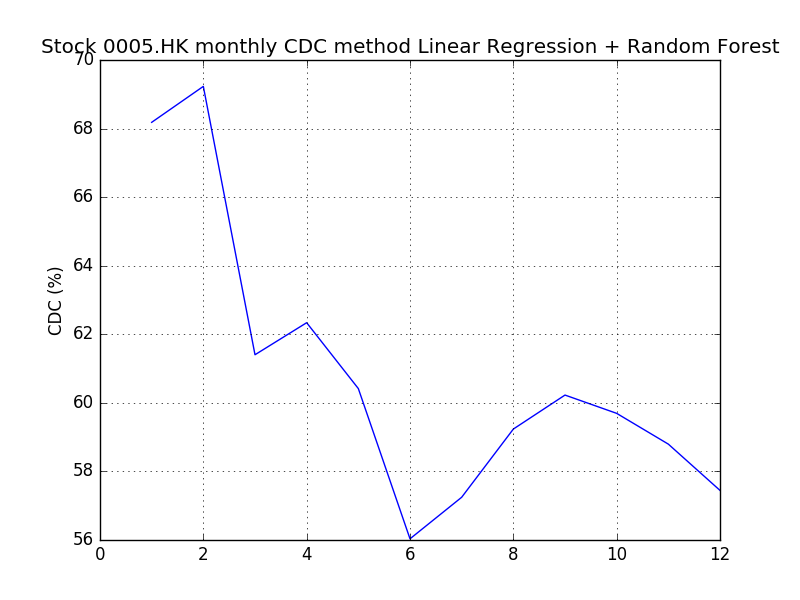 Stock 0005.HK monthly CDC method Linear Regression + Random Forest
70
68
66
64
62
60
58
56
CDC (%)
0 2 4 6 8 10 12